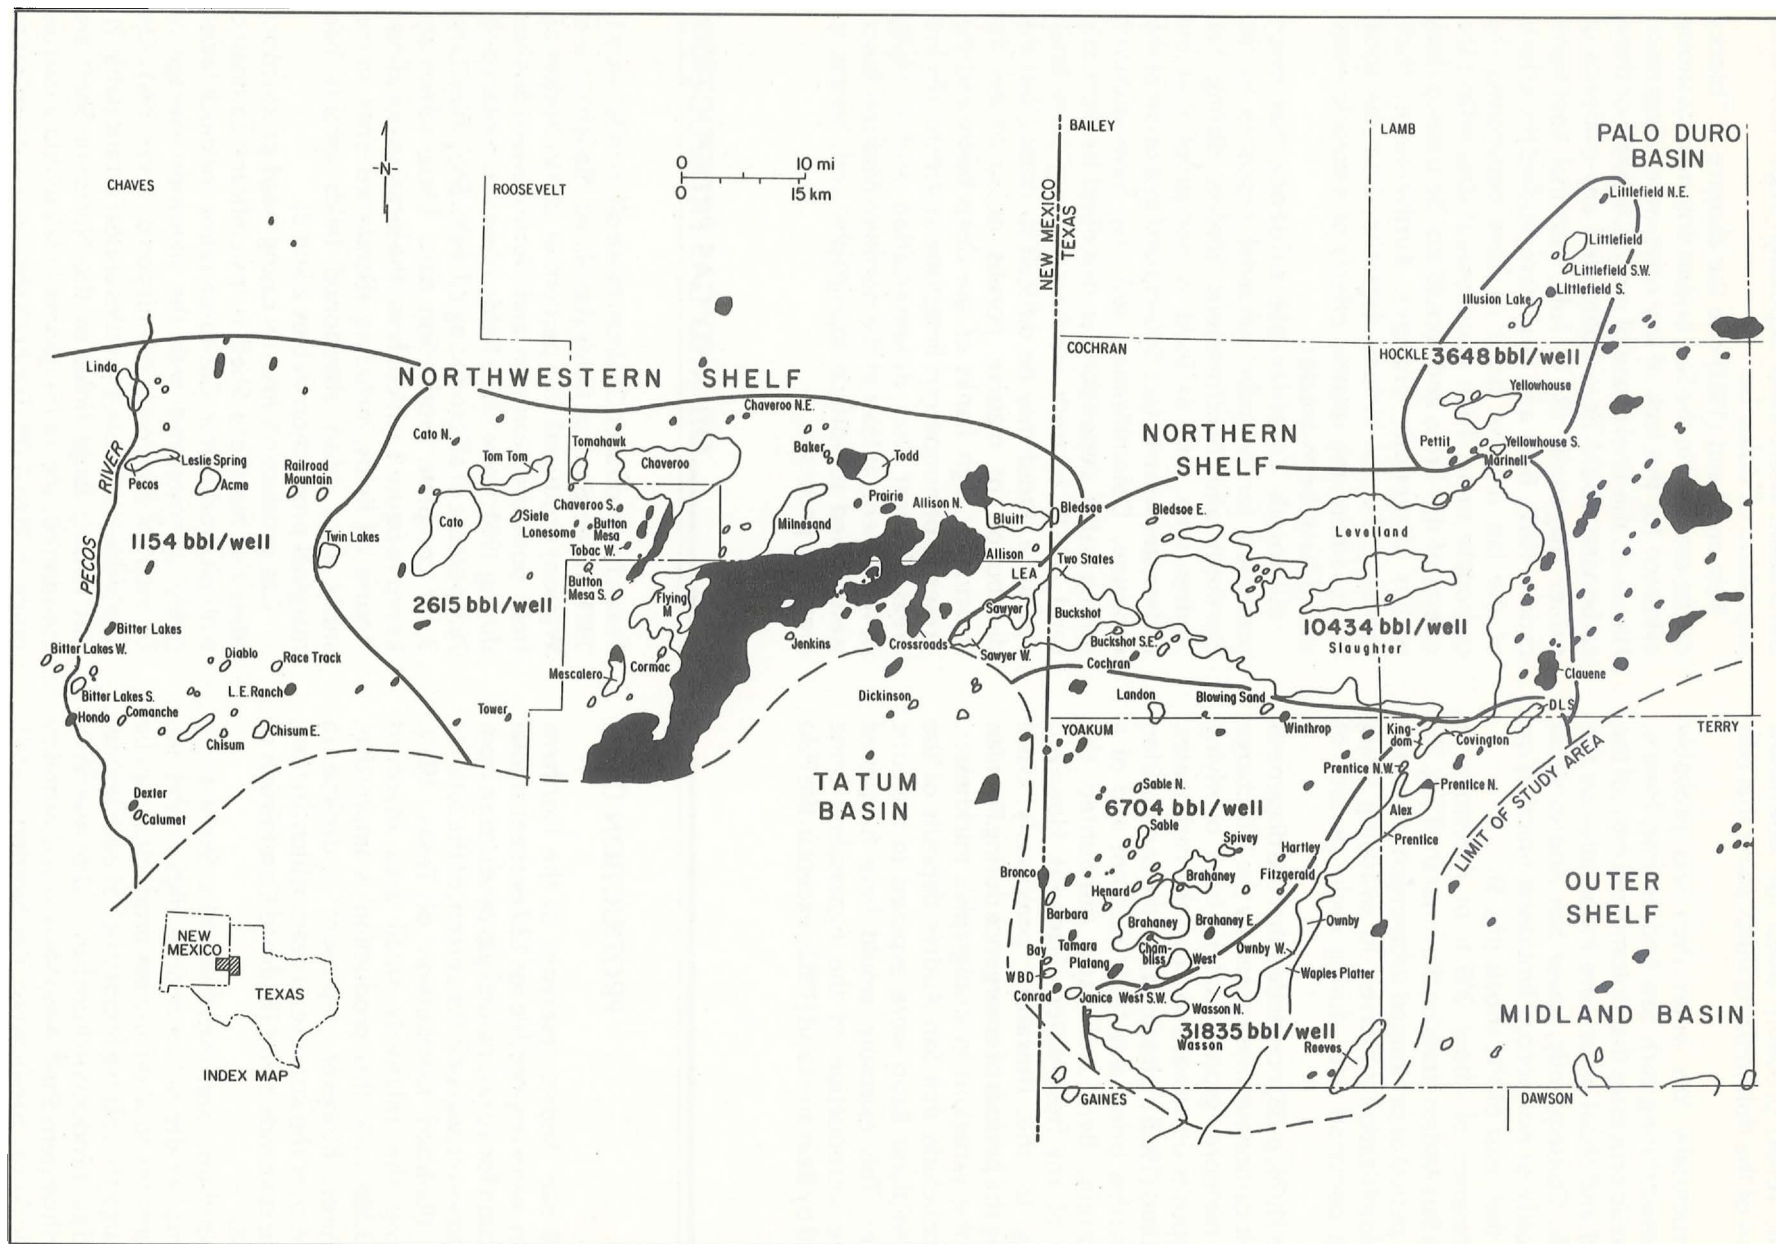 BAILEY
LAMB
PALO DURO
BASIN
CHAVES
-N-
ROOSEVELT
0
10 mi
0
15 km
NEW MEXICO
TEXAS
Littlefield N.E.
Littlefield
Littlefield S.W.
Littlefield S.
Illusion Lake
COCHRAN
HOCKLE
3648 bbl/well
Linda
NORTHWESTERN SHELF
Yellowhouse
Chaveroo N.E.
Cato N.
Tomahawk
Baker
NORTHERN
SHELF
Pettit
Yellowhouse S.
Marinell
Tom Tom
Chaveroo
Todd
RIVER
Leslie Spring
Pecos
Acme
Railroad
Mountain
Prairie
Allison N.
Cato
Siete
Chaveroo S.
Lonesome
Button
Mesa
Milnesand
Bluitt
Bledsoe
Bledsoe E.
Levelland
1154 bbl/well
Twin Lakes
Tobac W.
Allison
Two States
PECOS
Button
Mesa S.
LEA
2615 bbl/well
Flying
M
Sawyer
Buckshot
10434 bbl/well
Slaughter
Bitter Lakes
Bitter Lakes W.
Diablo
Race Track
Jenkins
Crossroads
Buckshot S.E.
Sawyer W.
Cormac
Mescalero
Cochran
Clauene
Bitter Lakes S.
L.E. Ranch
Dickinson
Landon
Blowing Sand
DLS
Hondo
Comanche
Tower
Chisum
Chisum E.
YOAKUM
Winthrop
King-
dom
Covington
TERRY
TATUM
BASIN
Prentice N.W.
Prentice N.
Dexter
Calumet
Sable N.
6704 bbl/well
Alex
Prentice
LIMIT OF STUDY AREA
Sable
Spivey
Hartley
Bronco
Henard
Brahaney
Fitzgerald
OUTER
SHELF
Barbara
Brahaney
Brahaney E.
Ownby
NEW
MEXICO
Bay
Tamara
Cham-
bliss
West
Ownby W.
WBD
Platang
Waples Platter
TEXAS
Conrad
Janice
West S.W.
Wasson N.
MIDLAND BASIN
31835 bbl/well
Wasson
Reeves
INDEX MAP
GAINES
DAWSON